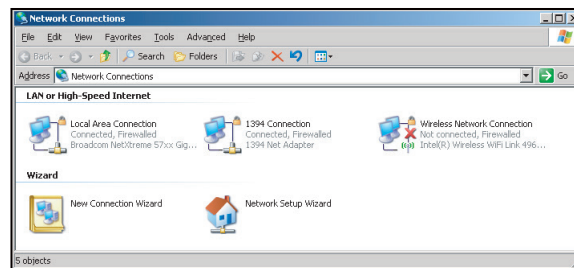 Network Connections
File Edit View Favorites Tools Advanced Help
Back Search Folders
Address Network Connections Go
LAN or High-Speed Internet
Local Area Connection
Connected, Firewalled
Broadcom NetXtreme 57xx Gig...
1394 Connection
Connected, Firewalled
1394 Net Adapter
Wireless Network Connection
Not connected, Firewalled
Intel(R) Wireless WiFi Link 496...
Wizard
New Connection Wizard
Network Setup Wizard
5 objects